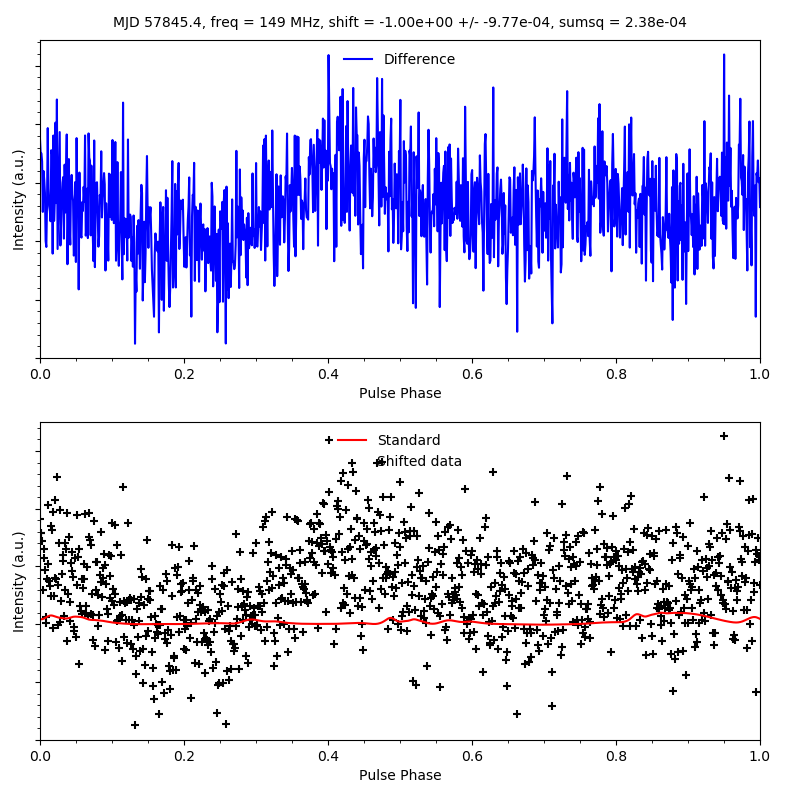 MJD 57845.4, freq = 149 MHz, shift = -1.00e+00 +/- -9.77e-04, sumsq = 2.38e-04
Difference
Intensity (a.u.)
0.0 0.2 0.4 0.6 0.8 1.0
Pulse Phase
Standard
Shifted data
Intensity (a.u.)
0.0 0.2 0.4 0.6 0.8 1.0
Pulse Phase